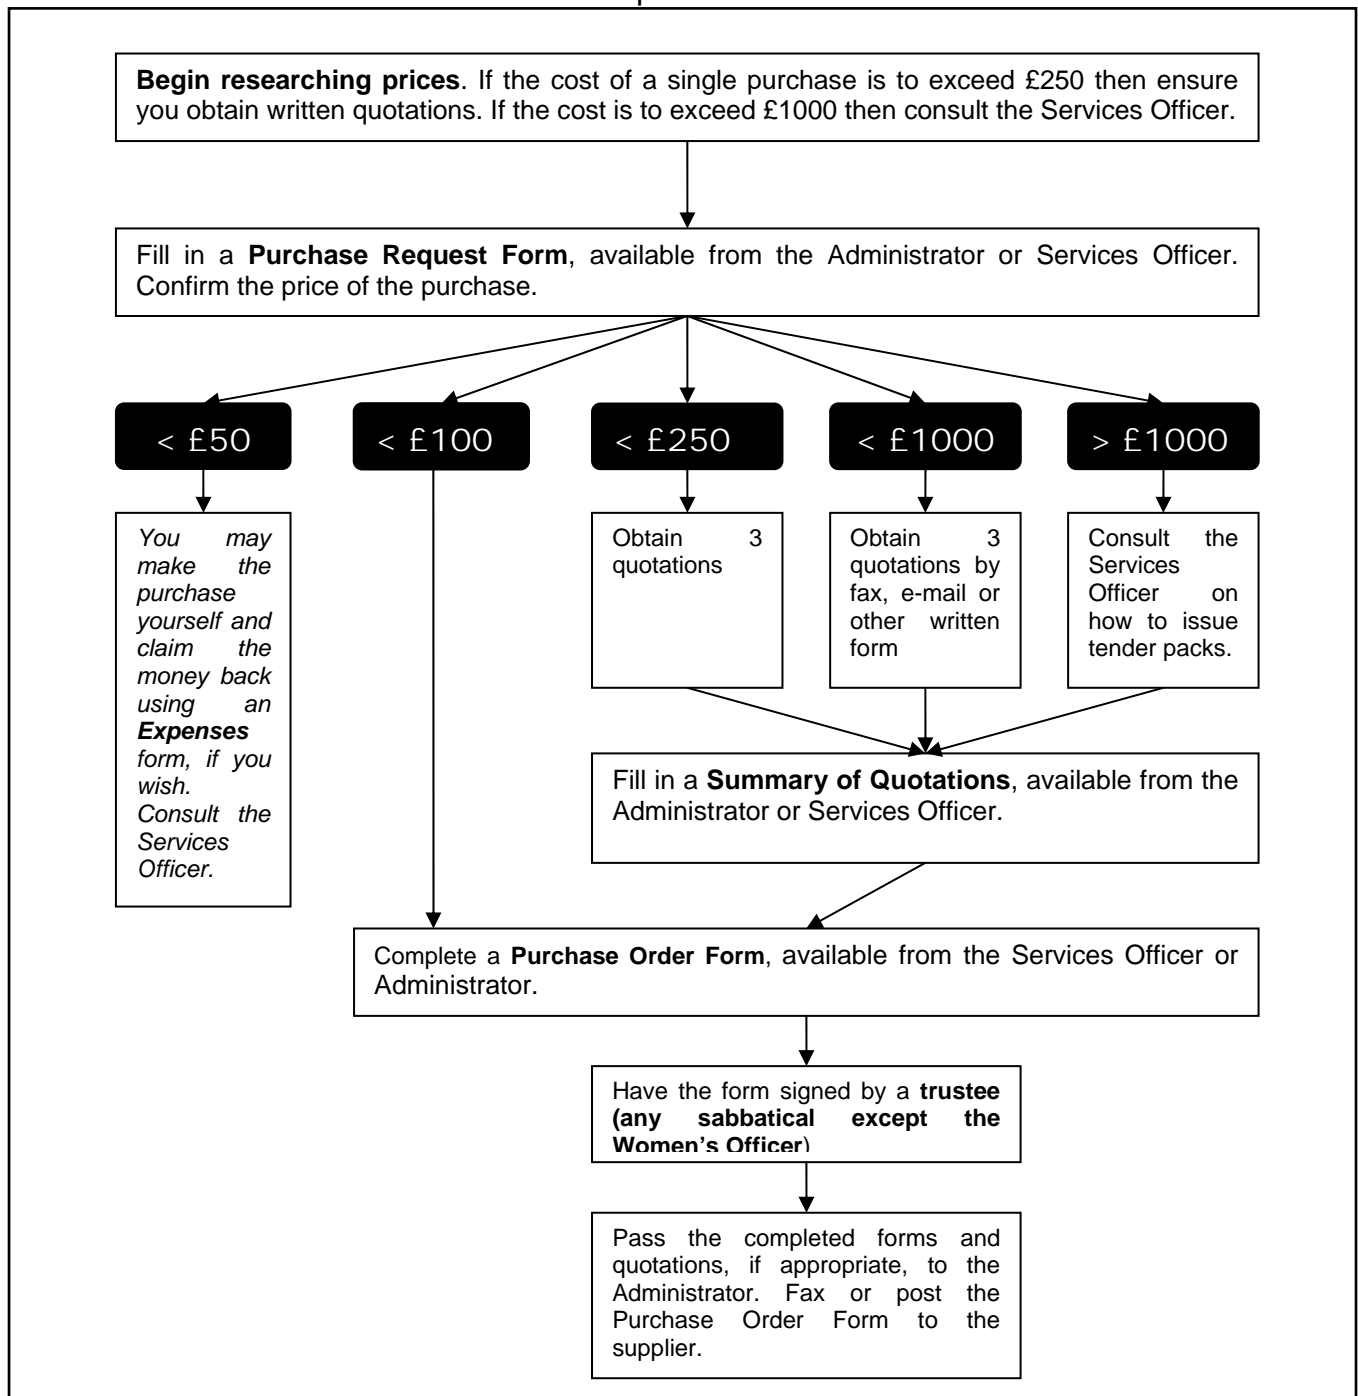 Begin researching prices. If the cost of a single purchase is to exceed £250 then ensure
you obtain written quotations. If the cost is to exceed £1000 then consult the Services Officer.
Fill in a Purchase Request Form, available from the Administrator or Services Officer.
Confirm the price of the purchase.
< £50
< £100
< £250
< £1000
> £1000
You may
make the
purchase
yourself and
claim the
money back
using an
Expenses
form, if you
wish.
Consult the
Services
Officer.
Obtain 3
quotations
Obtain 3
quotations by
fax, e-mail or
other written
form
Consult the
Services
Officer on
how to issue
tender packs.
Fill in a Summary of Quotations, available from the
Administrator or Services Officer.
Complete a Purchase Order Form, available from the Services Officer or
Administrator.
Have the form signed by a trustee
(any sabbatical except the
Women's Officer)
Pass the completed forms and
quotations, if appropriate, to the
Administrator. Fax or post the
Purchase Order Form to the
supplier.